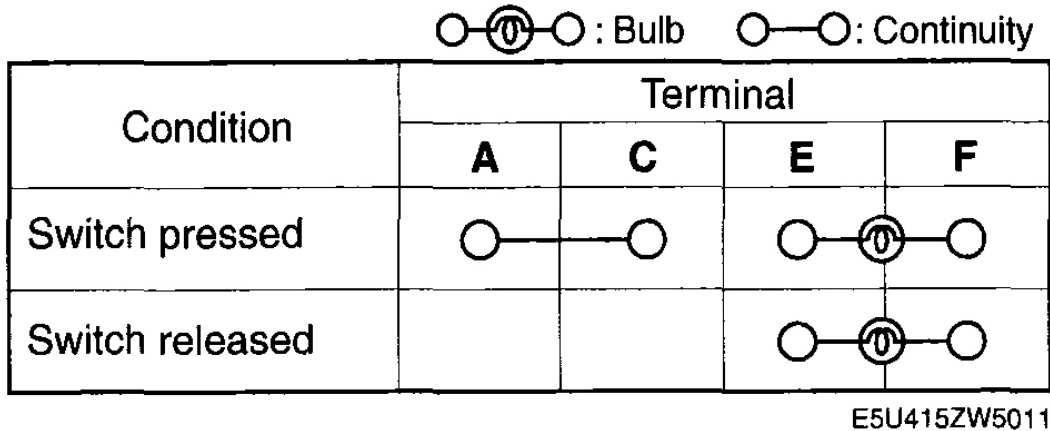 : Bulb : Continuity
Condition Terminal
A C E F
Switch pressed
Switch released
E5U415ZW5011